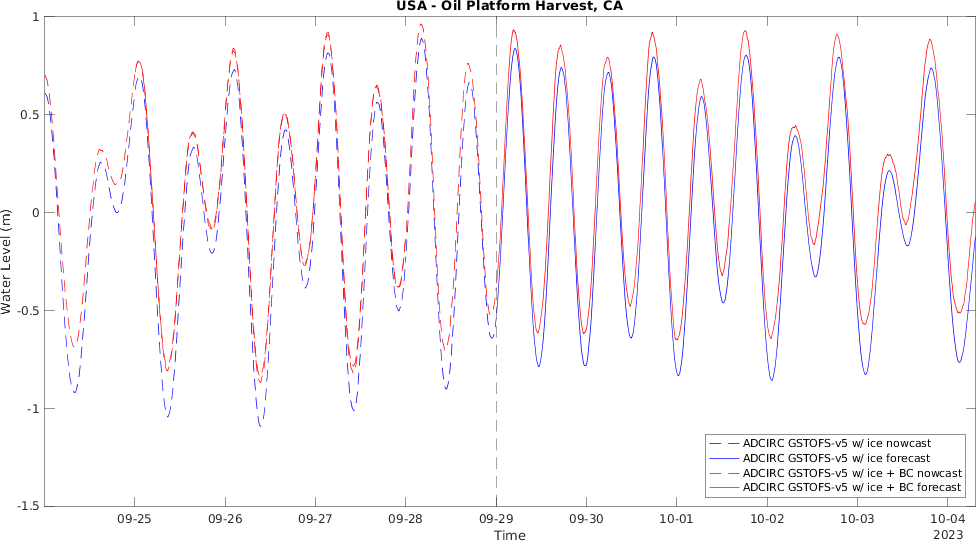 USA - Oil Platform Harvest, CA
1
0.5
0
-0.5
-1
-1.5
Water Level (m)
ADCIRC GSTOFS-v5 w/ ice nowcast
ADCIRC GSTOFS-v5 w/ ice forecast
ADCIRC GSTOFS-v5 w/ ice + BC nowcast
ADCIRC GSTOFS-v5 w/ ice + BC forecast
09-25 09-26 09-27 09-28 09-29 09-30 10-01 10-02 10-03 10-04
2023
Time